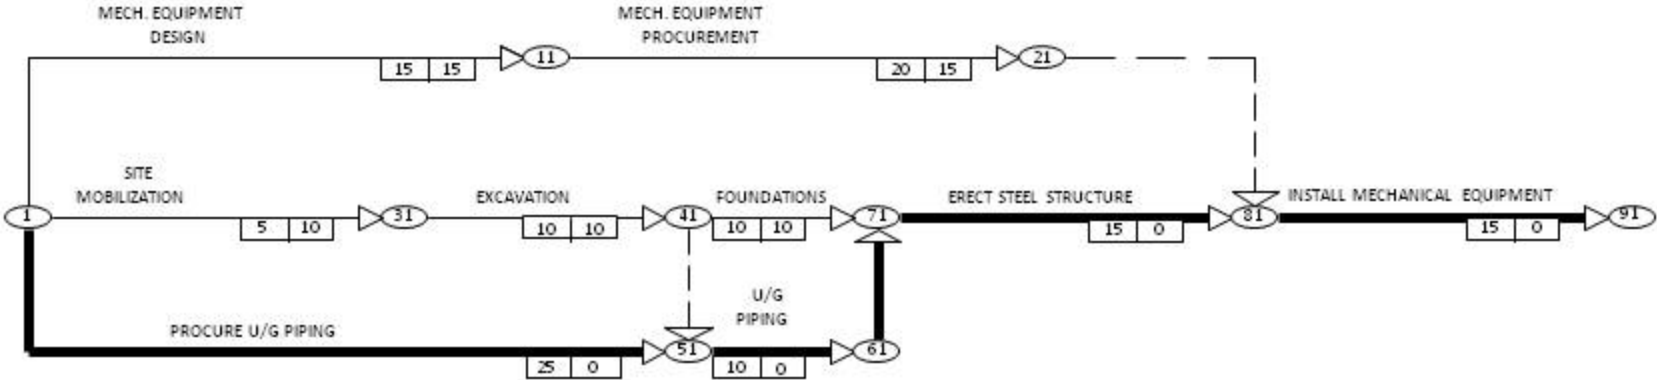 MECH. EQUIPMENT
DESIGN
MECH. EQUIPMENT
PROCUREMENT
15 15
11
20 15
21
SITE
MOBILIZATION
EXCAVATION
FOUNDATIONS
ERECT STEEL STRUCTURE
INSTALL MECHANICAL EQUIPMENT
1
5 10
31
10 10
41
10 10
71
15 0
81
15 0
91
U/G
PIPING
PROCURE U/G PIPING
25 0
51
10 0
61